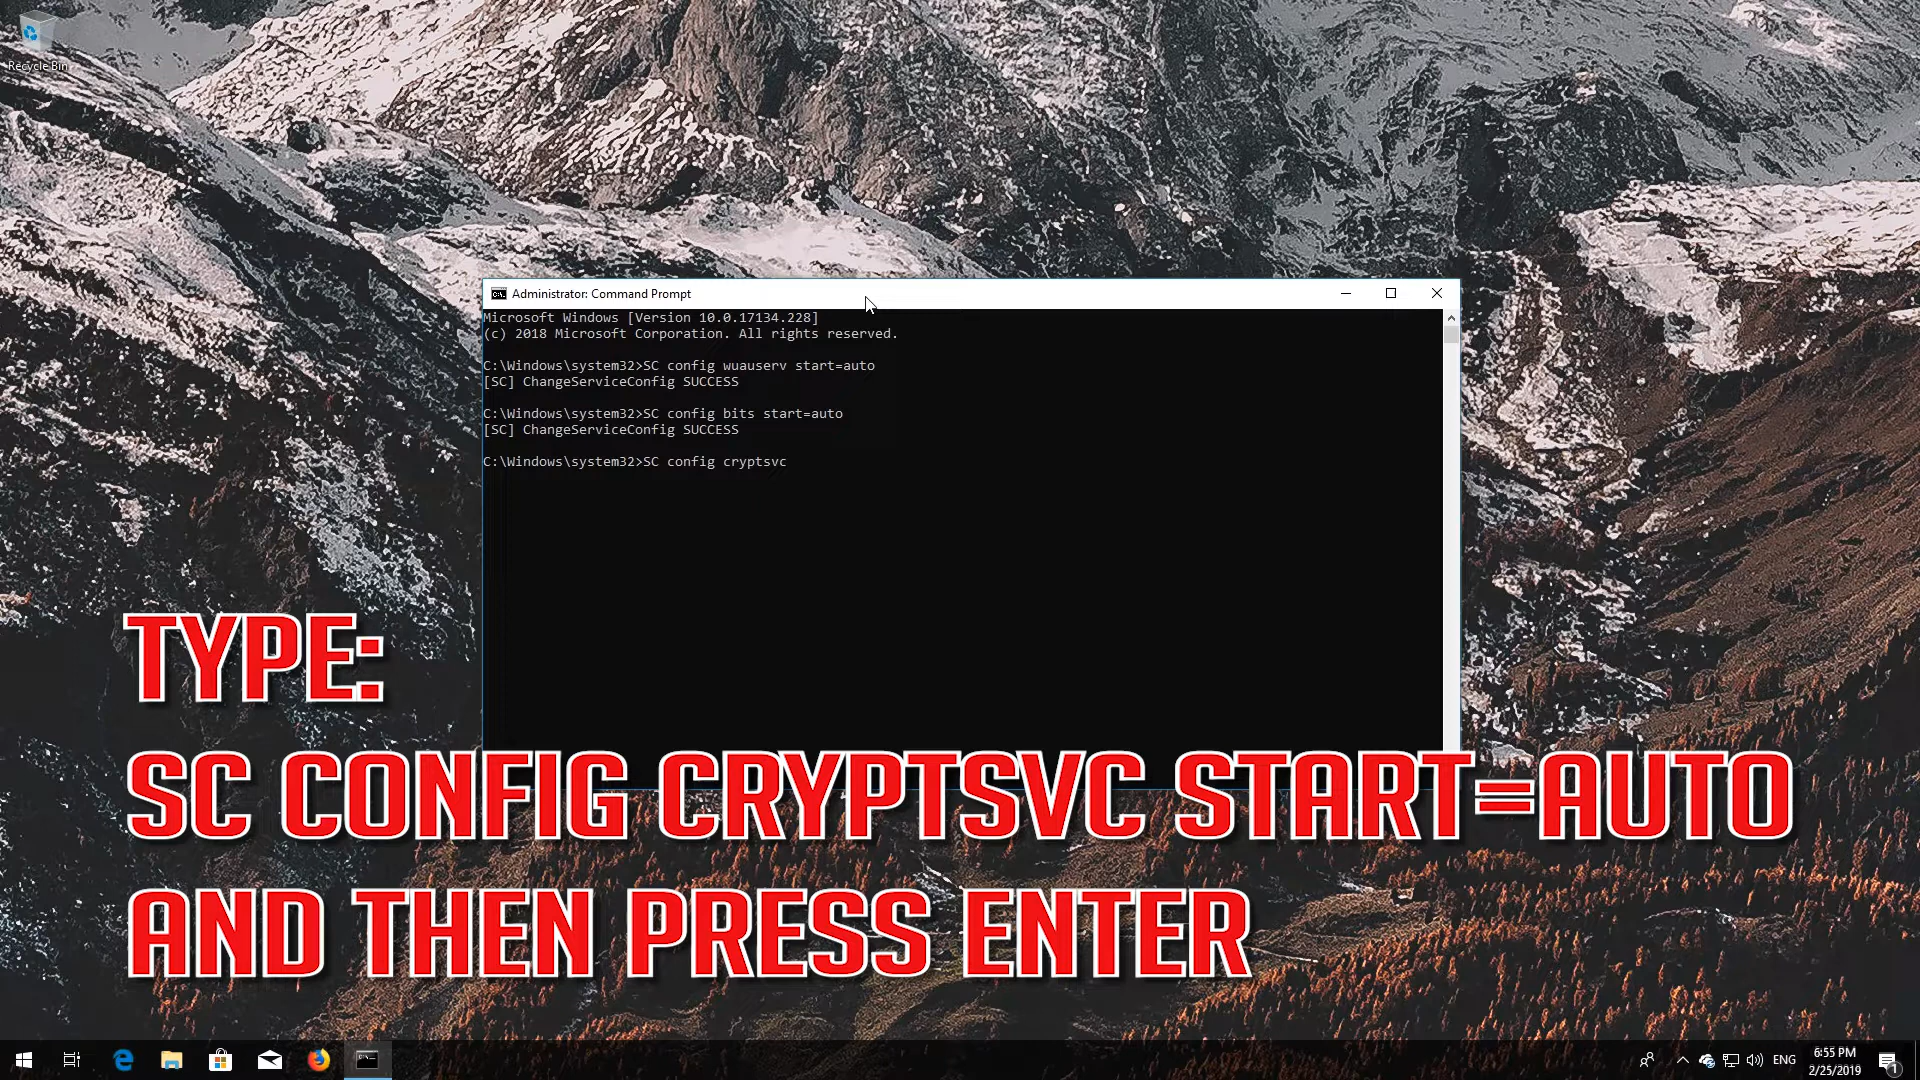 Recycle Bin
Administrator: Command Prompt
Microsoft Windows [Version 10.0.17134.228]
(c) 2018 Microsoft Corporation. All rights reserved.
C:\Windows\system32>SC config wuauserv start=auto
[SC] ChangeServiceConfig SUCCESS
C:\Windows\system32>SC config bits start=auto
[SC] ChangeServiceConfig SUCCESS
C:\Windows\system32>SC config cryptsvc
TYPE:
SC CONFIG CRYPTSVC START=AUTO
AND THEN PRESS ENTER
ENG
6:55 PM
2/25/2019
1